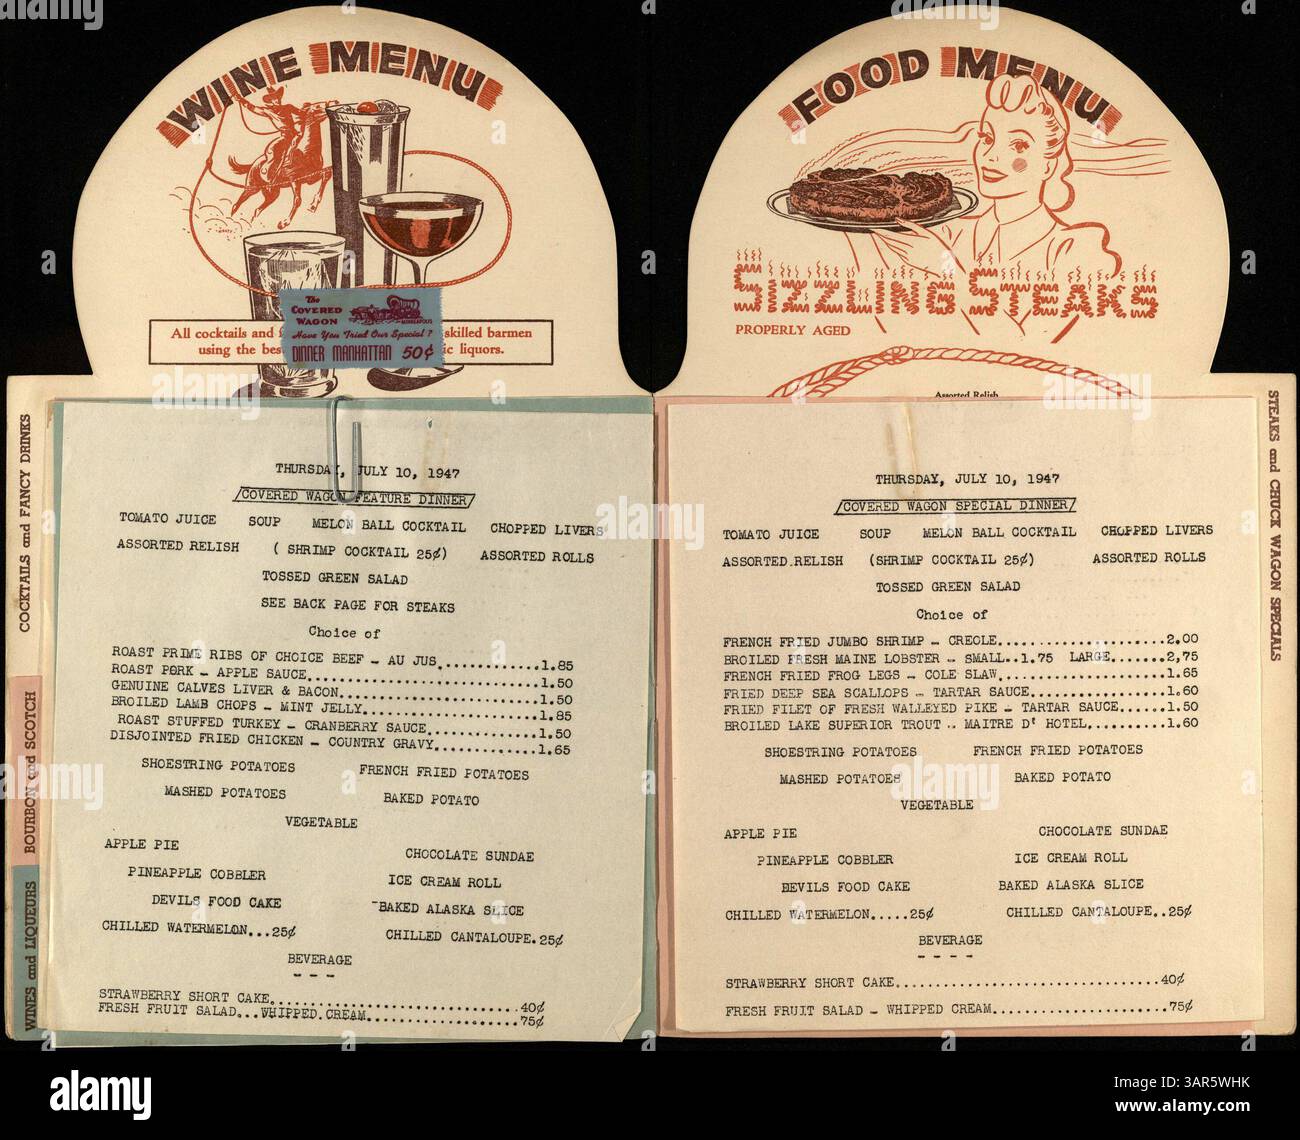 WINE MENU
The
COVERED
WAGON
MINNEAPOLIS
Have You Tried Our Special?
DINNER MANHATTAN 50¢
All cocktails and skilled barmen
using the bes ic liquors.
COCKTAILS and FANCY DRINKS
BOURBON and SCOTCH
WINES and LIQUEURS
THURSDAY, JULY 10, 1947
COVERED WAGON FEATURE DINNER
TOMATO JUICE SOUP MELON BALL COCKTAIL CHOPPED LIVERS
ASSORTED RELISH ( SHRIMP COCKTAIL 25¢) ASSORTED ROLLS
TOSSED GREEN SALAD
SEE BACK PAGE FOR STEAKS
Choice of
ROAST PRIME RIBS OF CHOICE BEEF - AU JUS.............1.85
ROAST PORK - APPLE SAUCE..............................1.50
GENUINE CALVES LIVER & BACON..........................1.50
BROILED LAMB CHOPS - MINT JELLY.......................1.85
ROAST STUFFED TURKEY - CRANBERRY SAUCE...............1.50
DISJOINTED FRIED CHICKEN - COUNTRY GRAVY..............1.65
SHOESTRING POTATOES FRENCH FRIED POTATOES
MASHED POTATOES BAKED POTATO
VEGETABLE
APPLE PIE CHOCOLATE SUNDAE
PINEAPPLE COBBLER ICE CREAM ROLL
DEVILS FOOD CAKE -BAKED ALASKA SLICE
CHILLED WATERMELON...25¢ CHILLED CANTALOUPE.25¢
BEVERAGE
- - -
STRAWBERRY SHORT CAKE...............................40¢
FRESH FRUIT SALAD...WHIPPED.CREAM...................75¢
FOOD MENU
SIZZLING STEAKS
PROPERLY AGED
Assorted Relish
STEAKS and CHUCK WAGON SPECIALS
THURSDAY, JULY 10, 1947
COVERED WAGON SPECIAL DINNER
TOMATO JUICE SOUP MELON BALL COCKTAIL CHOPPED LIVERS
ASSORTED.RELISH (SHRIMP COCKTAIL 25¢) ASSORTED ROLLS
TOSSED GREEN SALAD
Choice of
FRENCH FRIED JUMBO SHRIMP - CREOLE.....................2.00
BROILED FRESH MAINE LOBSTER - SMALL..1.75 LARGE.......2,75
FRENCH FRIED FROG LEGS - COLE SLAW.....................1.65
FRIED DEEP SEA SCALLOPS - TARTAR SAUCE.................1.60
FRIED FILET OF FRESH WALLEYED PIKE - TARTAR SAUCE.....1.50
BROILED LAKE SUPERIOR TROUT .. MAITRE D' HOTEL.........1.60
SHOESTRING POTATOES FRENCH FRIED POTATOES
MASHED POTATOES BAKED POTATO
VEGETABLE
APPLE PIE CHOCOLATE SUNDAE
PINEAPPLE COBBLER ICE CREAM ROLL
DEVILS FOOD CAKE BAKED ALASKA SLICE
CHILLED WATERMELON.....25¢ CHILLED CANTALOUPE..25¢
BEVERAGE
- - - -
STRAWBERRY SHORT CAKE................................40¢
FRESH FRUIT SALAD - WHIPPED CREAM.....................75¢
alamy
Image ID: 3AR5WHK
www.alamy.com